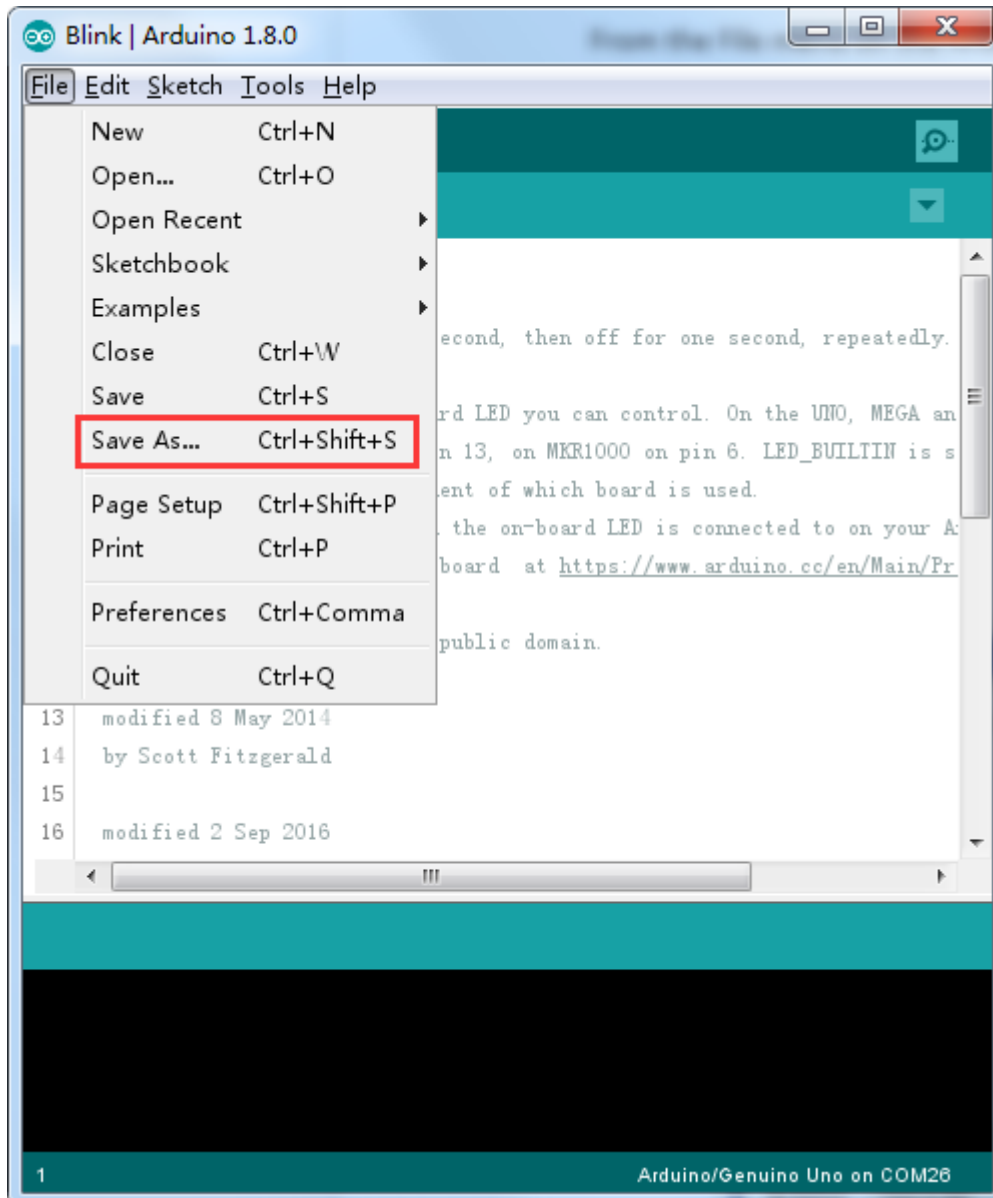 Blink | Arduino 1.8.0
File Edit Sketch Tools Help
New Ctrl+N
Open... Ctrl+O
Open Recent
Sketchbook
Examples
Close Ctrl+W
Save Ctrl+S
Save As... Ctrl+Shift+S
Page Setup Ctrl+Shift+P
Print Ctrl+P
Preferences Ctrl+Comma
Quit Ctrl+Q
econd, then off for one second, repeatedly.
rd LED you can control. On the UNO, MEGA an
n 13, on MKR1000 on pin 6. LED_BUILTIN is s
ent of which board is used.
the on-board LED is connected to on your A
board at https://www.arduino.cc/en/Main/Pr
public domain.
13 modified 8 May 2014
14 by Scott Fitzgerald
15
16 modified 2 Sep 2016
1 Arduino/Genuino Uno on COM26